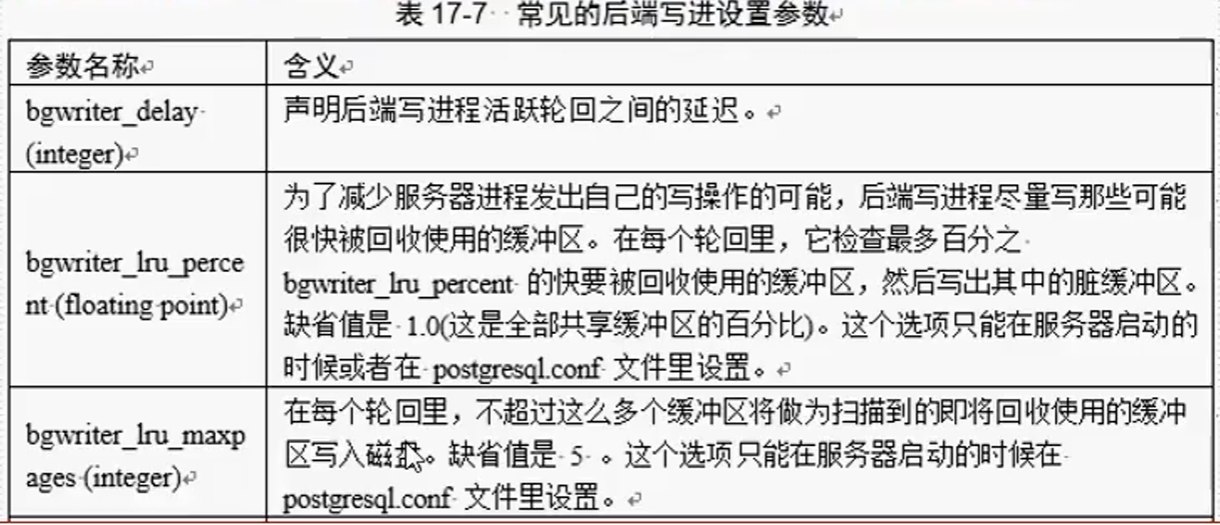 表 17-7 常见的后端写进设置参数
参数名称
含义
bgwriter_delay
(integer)
声明后端写进程活跃轮回之间的延迟。
bgwriter_lru_perce
nt (floating point)
为了减少服务器进程发出自己的写操作的可能，后端写进程尽量写那些可能
很快被回收使用的缓冲区。在每个轮回里，它检查最多百分之
bgwriter_lru_percent 的快要被回收使用的缓冲区，然后写出其中的脏缓冲区。
缺省值是 1.0(这是全部共享缓冲区的百分比)。这个选项只能在服务器启动的
时候或者在 postgresql.conf 文件里设置。
bgwriter_lru_maxp
ages (integer)
在每个轮回里，不超过这么多个缓冲区将做为扫描到的即将回收使用的缓冲
区写入磁盘。缺省值是 5 。这个选项只能在服务器启动的时候在
postgresql.conf 文件里设置。